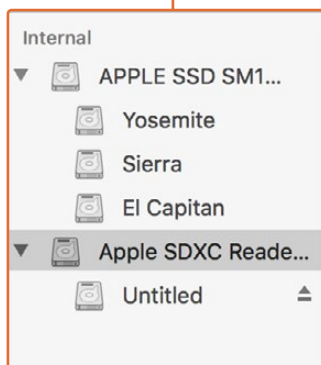 Internal
APPLE SSD SM1...
Yosemite
Sierra
El Capitan
Apple SDXC Reade...
Untitled